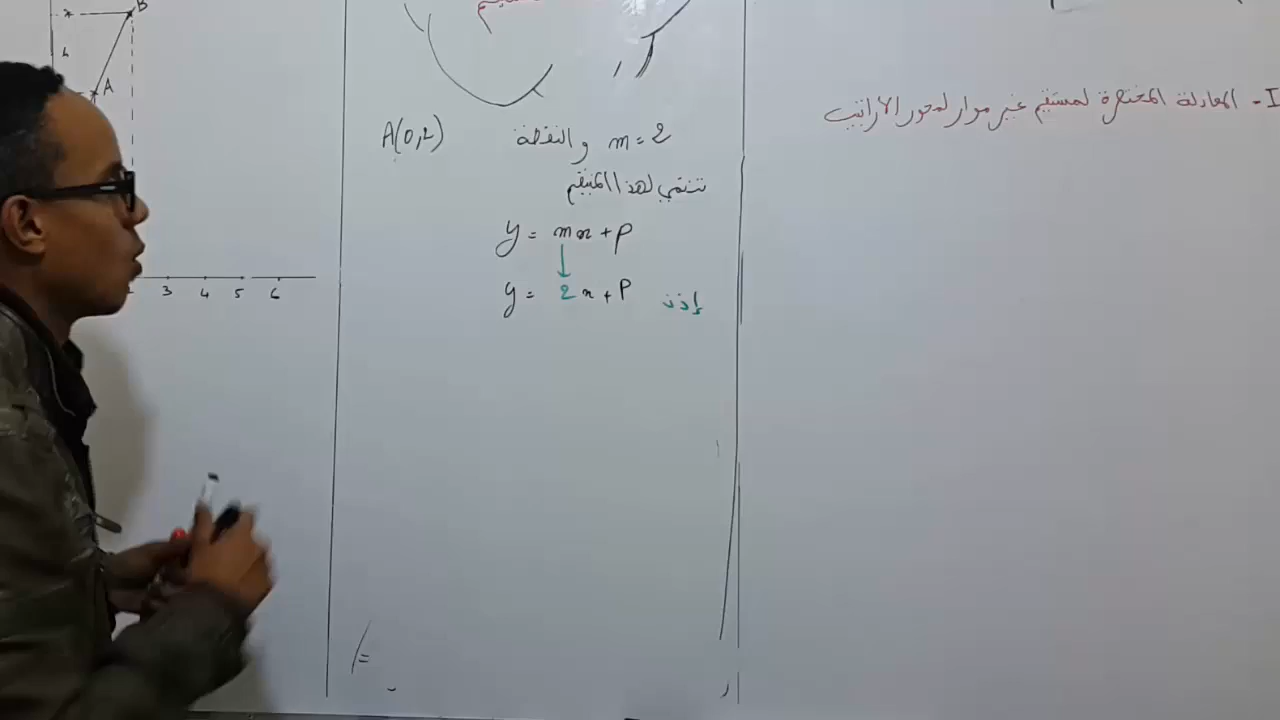 I- المعادلة المختصرة لمستقيم غير مواز لمحور الأراتيب
m = 2 والنقطة A(0,2)
تنتمي لهذا المستقيم
y = mx + p
إذن y = 2x + p
B
A
3 4 5 6